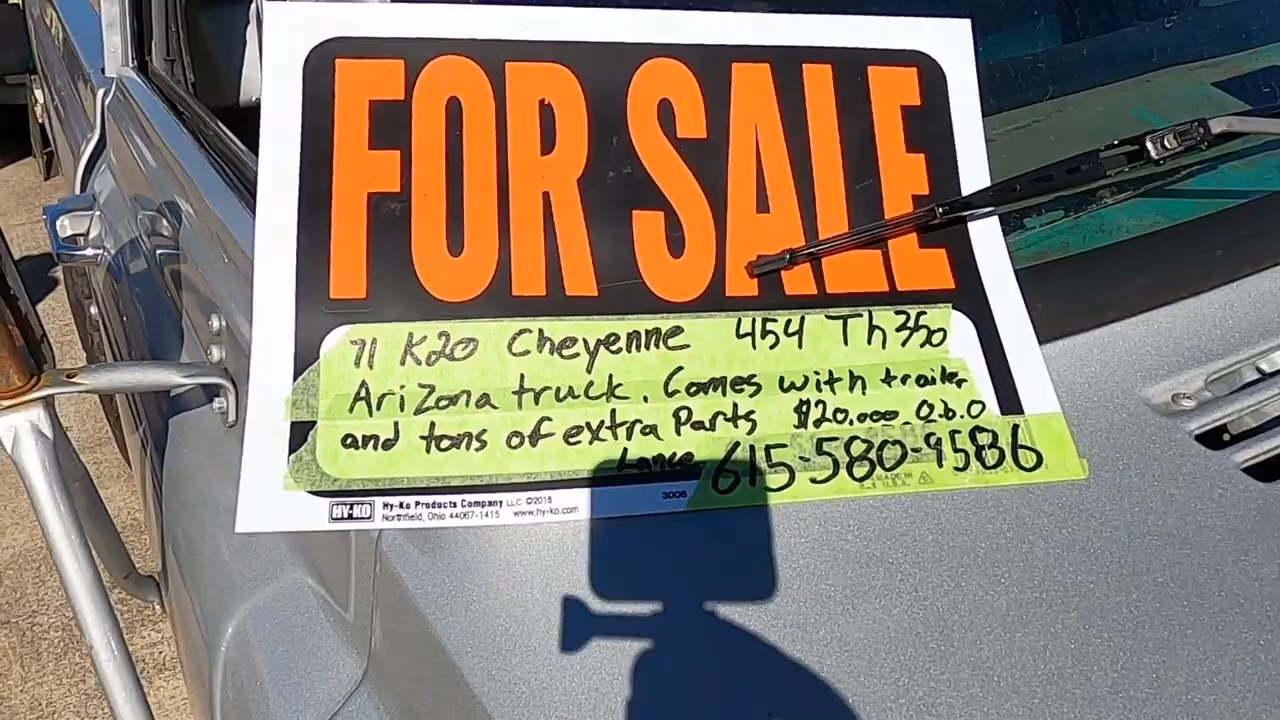 FOR SALE
71 K20 Cheyenne 454 Th350
Arizona truck. Comes with trailer
and tons of extra Parts $20.000 O.b.O
Lance 615-580-9586
HY-KO Hy-Ko Products Company LLC ©2018 3006
Northfield, Ohio 44067-1415 www.hy-ko.com